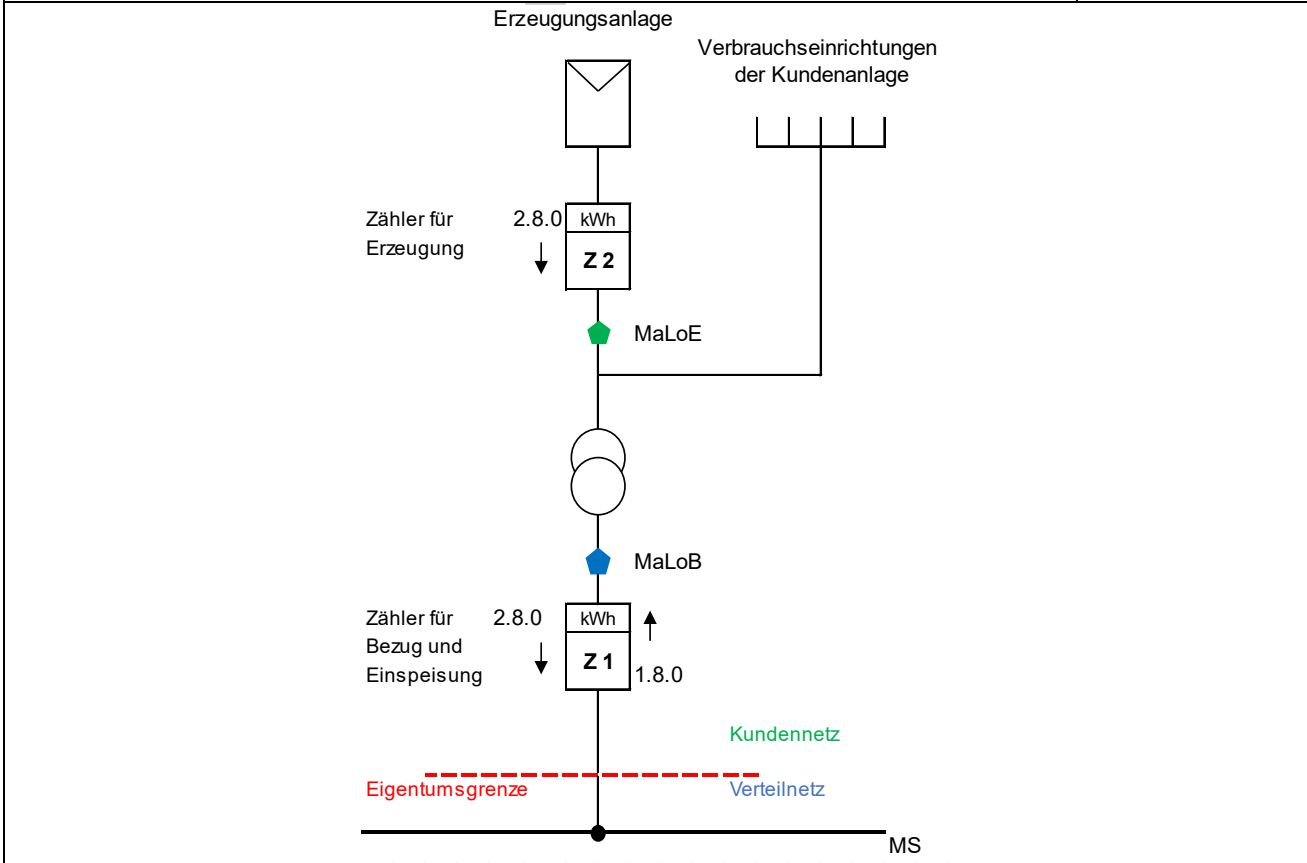 Erzeugungsanlage
Verbrauchseinrichtungen
der Kundenanlage
Zähler für
Erzeugung
2.8.0
kWh
Z 2
MaLoE
MaLoB
Zähler für
Bezug und
Einspeisung
2.8.0
kWh
Z 1
1.8.0
Kundennetz
Eigentumsgrenze
Verteilnetz
MS